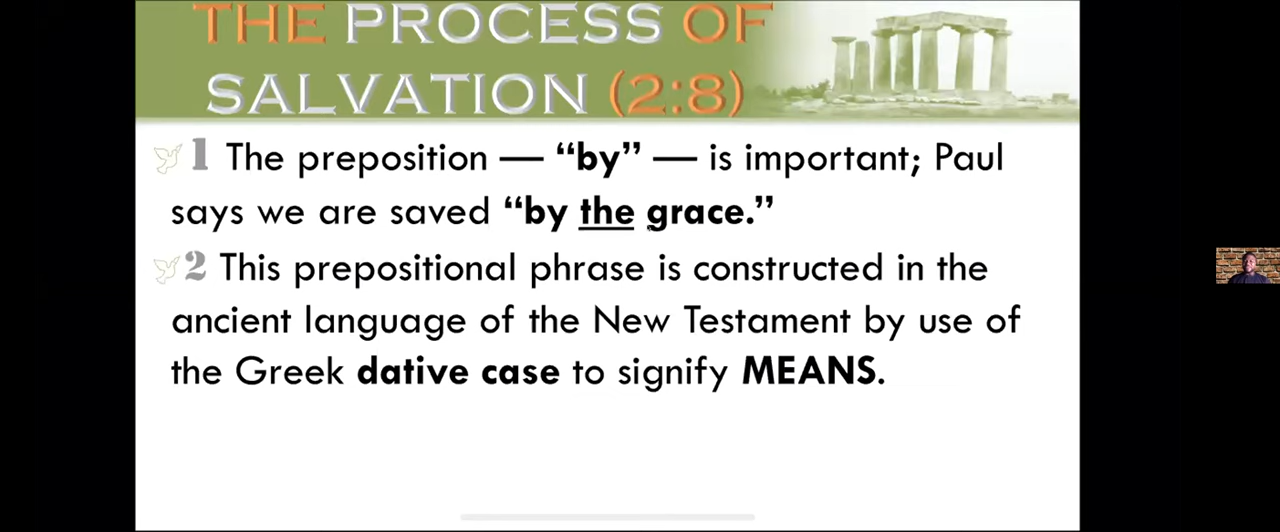 THE PROCESS OF
SALVATION (2:8)
1 The preposition — “by” — is important; Paul
says we are saved “by the grace.”
2 This prepositional phrase is constructed in the
ancient language of the New Testament by use of
the Greek dative case to signify MEANS.